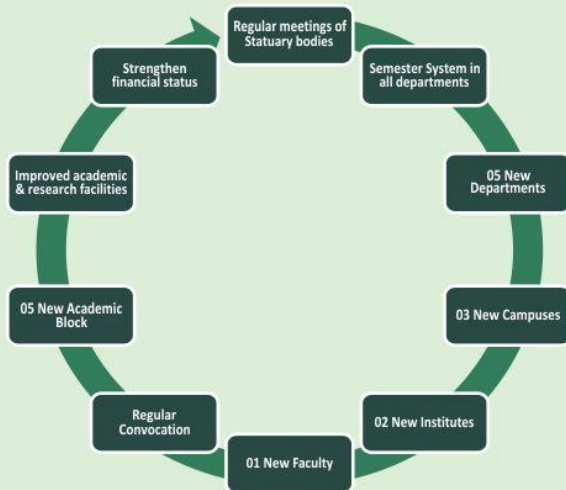 Regular meetings of
Statuary bodies
Semester System in
all departments
05 New
Departments
03 New Campuses
02 New Institutes
01 New Faculty
Regular
Convocation
05 New Academic
Block
Improved academic
& research facilities
Strengthen
financial status